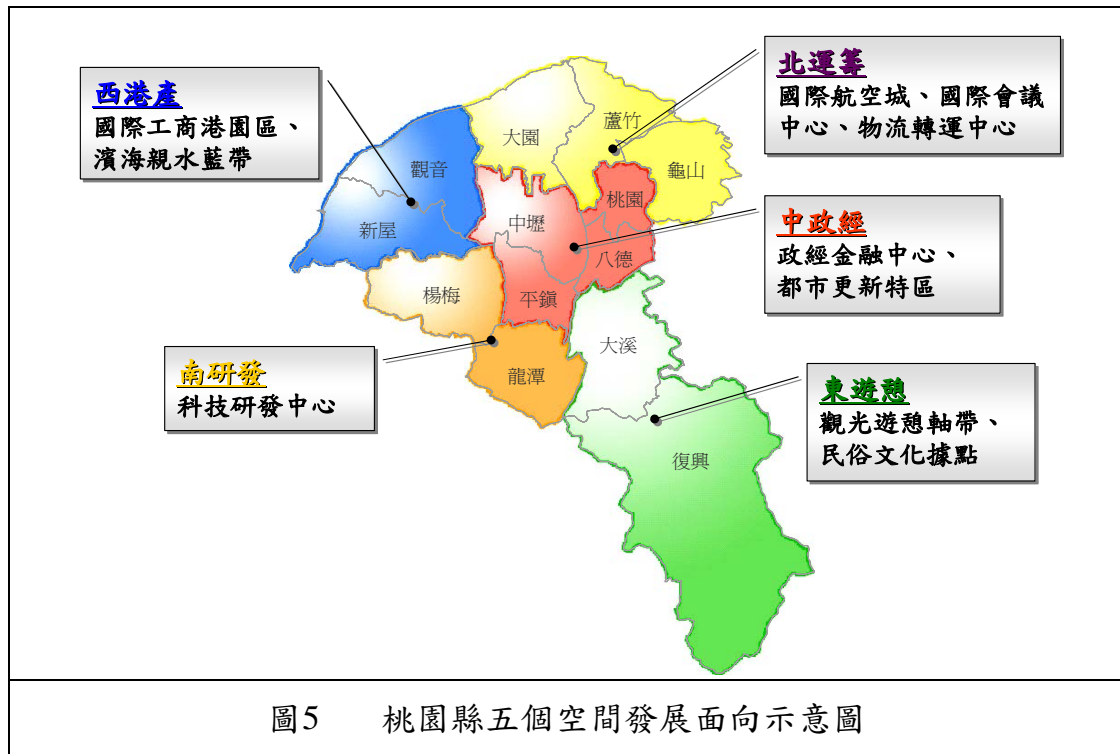 西港產
國際工商港園區、
濱海親水藍帶
北運籌
國際航空城、國際會議
中心、物流轉運中心
中政經
政經金融中心、
都市更新特區
南研發
科技研發中心
東遊憩
觀光遊憩軸帶、
民俗文化據點
大園
蘆竹
龜山
觀音
桃園
新屋
中壢
八德
楊梅
平鎮
大溪
龍潭
復興
圖5 桃園縣五個空間發展面向示意圖